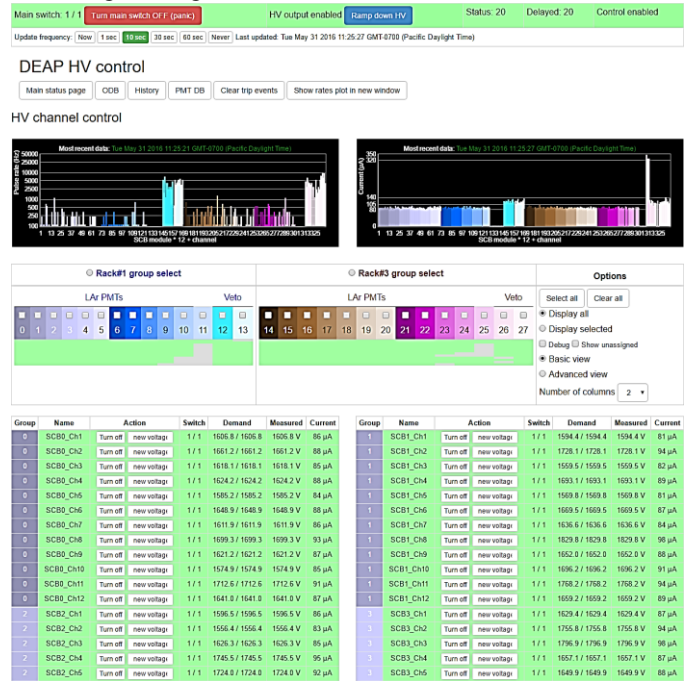 Main switch: 1 / 1 Turn main switch OFF (panic) HV output enabled Ramp down HV Status: 20 Delayed: 20 Control enabled
Update frequency: Now 1 sec 10 sec 30 sec 60 sec Never Last updated: Tue May 31 2016 11:25:27 GMT-0700 (Pacific Daylight Time)
DEAP HV control
Main status page ODB History PMT DB Clear trip events Show rates plot in new window
HV channel control
Most recent data: Tue May 31 2016 11:25:21 GMT-0700 (Pacific Daylight Time)
Pulse rate (Hz)
50000
25000
10000
5000
2500
1000
500
250
100
SCB module * 12 + channel
Most recent data: Tue May 31 2016 11:25:27 GMT-0700 (Pacific Daylight Time)
Current (µA)
350
320
140
105
80
0
SCB module * 12 + channel
Rack#1 group select Rack#3 group select Options
LAr PMTs Veto LAr PMTs Veto Select all Clear all
Display all
0 1 2 3 4 5 6 7 8 9 10 11 12 13 14 15 16 17 18 19 20 21 22 23 24 25 26 27 Display selected
Debug Show unassigned
Basic view
Advanced view
Number of columns 2
Group Name Action Switch Demand Measured Current Group Name Action Switch Demand Measured Current
0 SCB0_Ch1 Turn off new voltage 1 / 1 1606.8 / 1606.8 1606.8 V 86 µA 1 SCB1_Ch1 Turn off new voltage 1 / 1 1594.4 / 1594.4 1594.4 V 81 µA
0 SCB0_Ch2 Turn off new voltage 1 / 1 1661.2 / 1661.2 1661.2 V 88 µA 1 SCB1_Ch2 Turn off new voltage 1 / 1 1728.1 / 1728.1 1728.1 V 94 µA
0 SCB0_Ch3 Turn off new voltage 1 / 1 1618.1 / 1618.1 1618.1 V 85 µA 1 SCB1_Ch3 Turn off new voltage 1 / 1 1559.5 / 1559.5 1559.5 V 82 µA
0 SCB0_Ch4 Turn off new voltage 1 / 1 1624.2 / 1624.2 1624.2 V 88 µA 1 SCB1_Ch4 Turn off new voltage 1 / 1 1693.1 / 1693.1 1693.1 V 89 µA
0 SCB0_Ch5 Turn off new voltage 1 / 1 1585.2 / 1585.2 1585.2 V 84 µA 1 SCB1_Ch5 Turn off new voltage 1 / 1 1569.8 / 1569.8 1569.8 V 81 µA
0 SCB0_Ch6 Turn off new voltage 1 / 1 1648.9 / 1648.9 1648.9 V 88 µA 1 SCB1_Ch6 Turn off new voltage 1 / 1 1669.5 / 1669.5 1669.5 V 87 µA
0 SCB0_Ch7 Turn off new voltage 1 / 1 1611.9 / 1611.9 1611.9 V 86 µA 1 SCB1_Ch7 Turn off new voltage 1 / 1 1636.6 / 1636.6 1636.6 V 84 µA
0 SCB0_Ch8 Turn off new voltage 1 / 1 1699.3 / 1699.3 1699.3 V 93 µA 1 SCB1_Ch8 Turn off new voltage 1 / 1 1829.8 / 1829.8 1829.8 V 98 µA
0 SCB0_Ch9 Turn off new voltage 1 / 1 1621.2 / 1621.2 1621.2 V 87 µA 1 SCB1_Ch9 Turn off new voltage 1 / 1 1652.0 / 1652.0 1652.0 V 88 µA
0 SCB0_Ch10 Turn off new voltage 1 / 1 1574.9 / 1574.9 1574.9 V 85 µA 1 SCB1_Ch10 Turn off new voltage 1 / 1 1696.2 / 1696.2 1696.2 V 91 µA
0 SCB0_Ch11 Turn off new voltage 1 / 1 1712.6 / 1712.6 1712.6 V 91 µA 1 SCB1_Ch11 Turn off new voltage 1 / 1 1768.2 / 1768.2 1768.2 V 94 µA
0 SCB0_Ch12 Turn off new voltage 1 / 1 1641.0 / 1641.0 1641.0 V 87 µA 1 SCB1_Ch12 Turn off new voltage 1 / 1 1659.2 / 1659.2 1659.2 V 89 µA
2 SCB2_Ch1 Turn off new voltage 1 / 1 1596.5 / 1596.5 1596.5 V 86 µA 3 SCB3_Ch1 Turn off new voltage 1 / 1 1629.4 / 1629.4 1629.4 V 87 µA
2 SCB2_Ch2 Turn off new voltage 1 / 1 1556.4 / 1556.4 1556.4 V 83 µA 3 SCB3_Ch2 Turn off new voltage 1 / 1 1755.8 / 1755.8 1755.8 V 94 µA
2 SCB2_Ch3 Turn off new voltage 1 / 1 1626.3 / 1626.3 1626.3 V 85 µA 3 SCB3_Ch3 Turn off new voltage 1 / 1 1796.9 / 1796.9 1796.9 V 98 µA
2 SCB2_Ch4 Turn off new voltage 1 / 1 1745.5 / 1745.5 1745.5 V 95 µA 3 SCB3_Ch4 Turn off new voltage 1 / 1 1657.1 / 1657.1 1657.1 V 87 µA
2 SCB2_Ch5 Turn off new voltage 1 / 1 1724.0 / 1724.0 1724.0 V 92 µA 3 SCB3_Ch5 Turn off new voltage 1 / 1 1649.9 / 1649.9 1649.9 V 88 µA